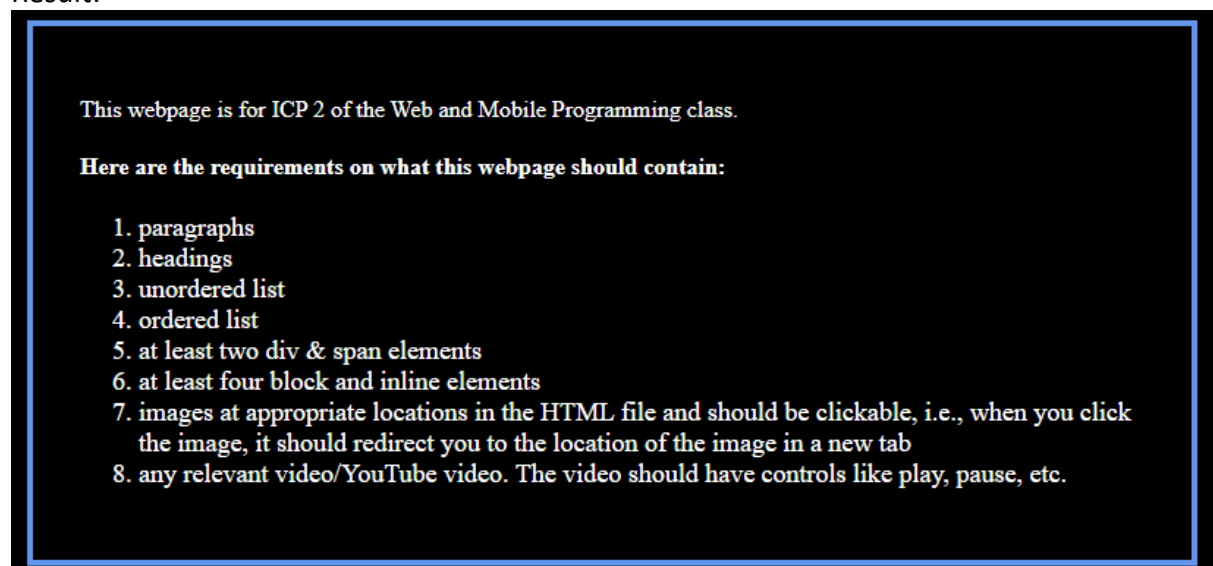 Result:
This webpage is for ICP 2 of the Web and Mobile Programming class.
Here are the requirements on what this webpage should contain:
1. paragraphs
2. headings
3. unordered list
4. ordered list
5. at least two div & span elements
6. at least four block and inline elements
7. images at appropriate locations in the HTML file and should be clickable, i.e., when you click
the image, it should redirect you to the location of the image in a new tab
8. any relevant video/YouTube video. The video should have controls like play, pause, etc.